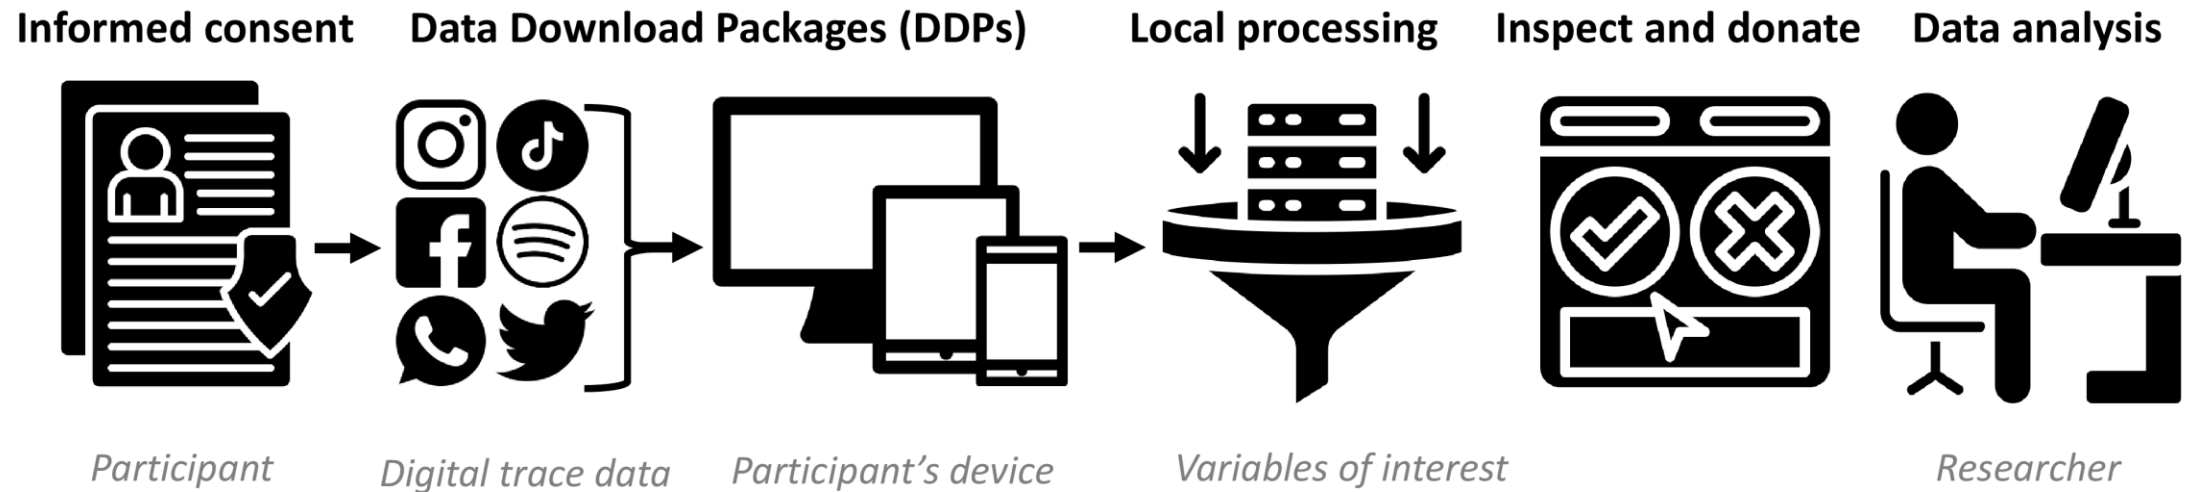 Informed consent
Data Download Packages (DDPs)
Local processing
Inspect and donate
Data analysis
Participant
Digital trace data
Participant’s device
Variables of interest
Researcher